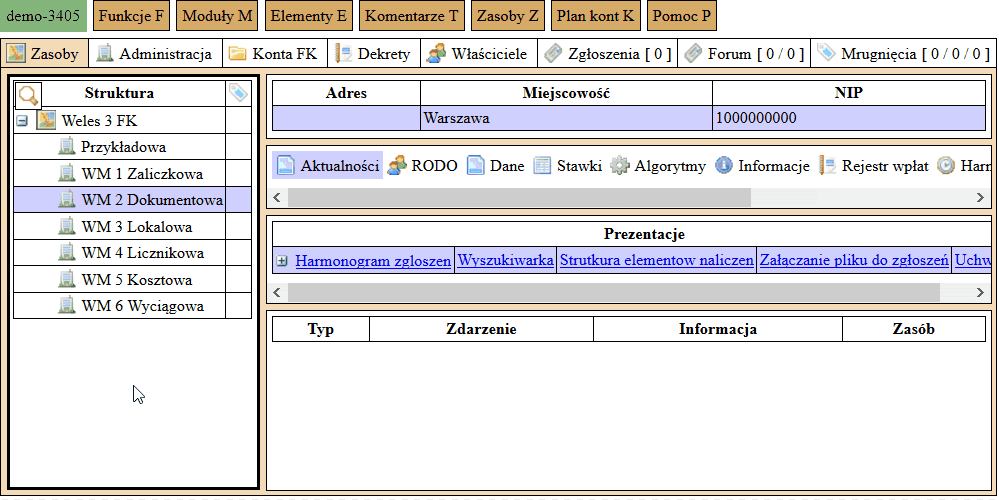 demo-3405 Funkcje F Moduły M Elementy E Komentarze T Zasoby Z Plan kont K Pomoc P
Zasoby Administracja Konta FK Dekrety Właściciele Zgłoszenia [ 0 ] Forum [ 0 / 0 ] Mrugnięcia [ 0 / 0 / 0 ]
Struktura
Weles 3 FK
Przykładowa
WM 1 Zaliczkowa
WM 2 Dokumentowa
WM 3 Lokalowa
WM 4 Licznikowa
WM 5 Kosztowa
WM 6 Wyciągowa
Adres Miejscowość NIP
Warszawa 1000000000
Aktualności RODO Dane Stawki Algorytmy Informacje Rejestr wpłat Harm
Prezentacje
Harmonogram zgloszen Wyszukiwarka Strutkura elementow naliczen Załączanie pliku do zgłoszeń Uchw
Typ Zdarzenie Informacja Zasób